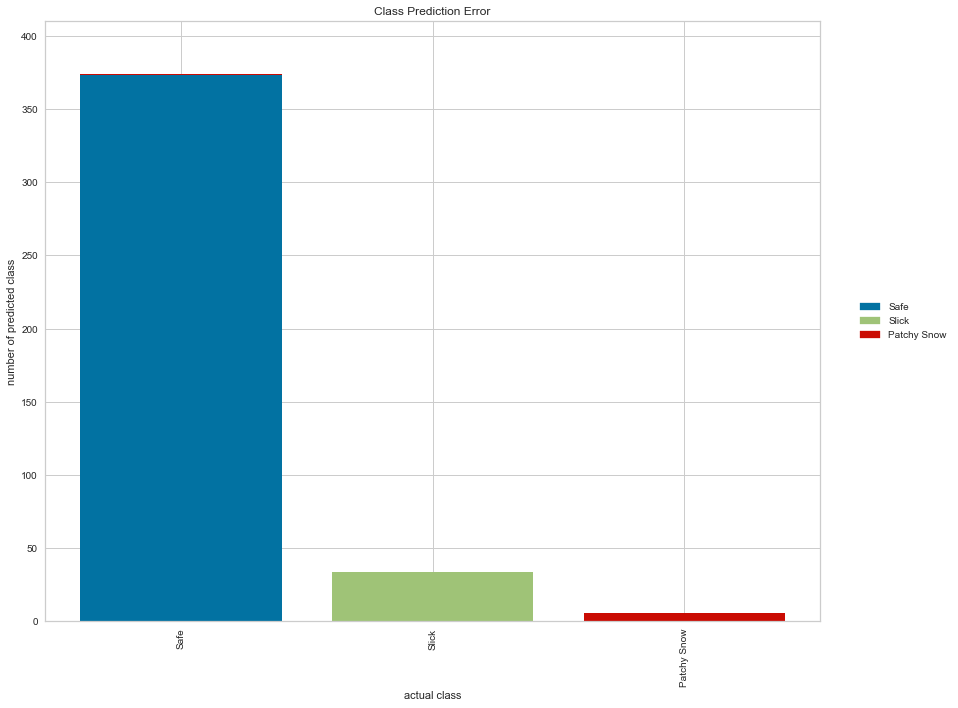 Class Prediction Error
400
350
300
250
200
150
100
50
0
number of predicted class
Safe
Slick
Patchy Snow
actual class
Safe
Slick
Patchy Snow